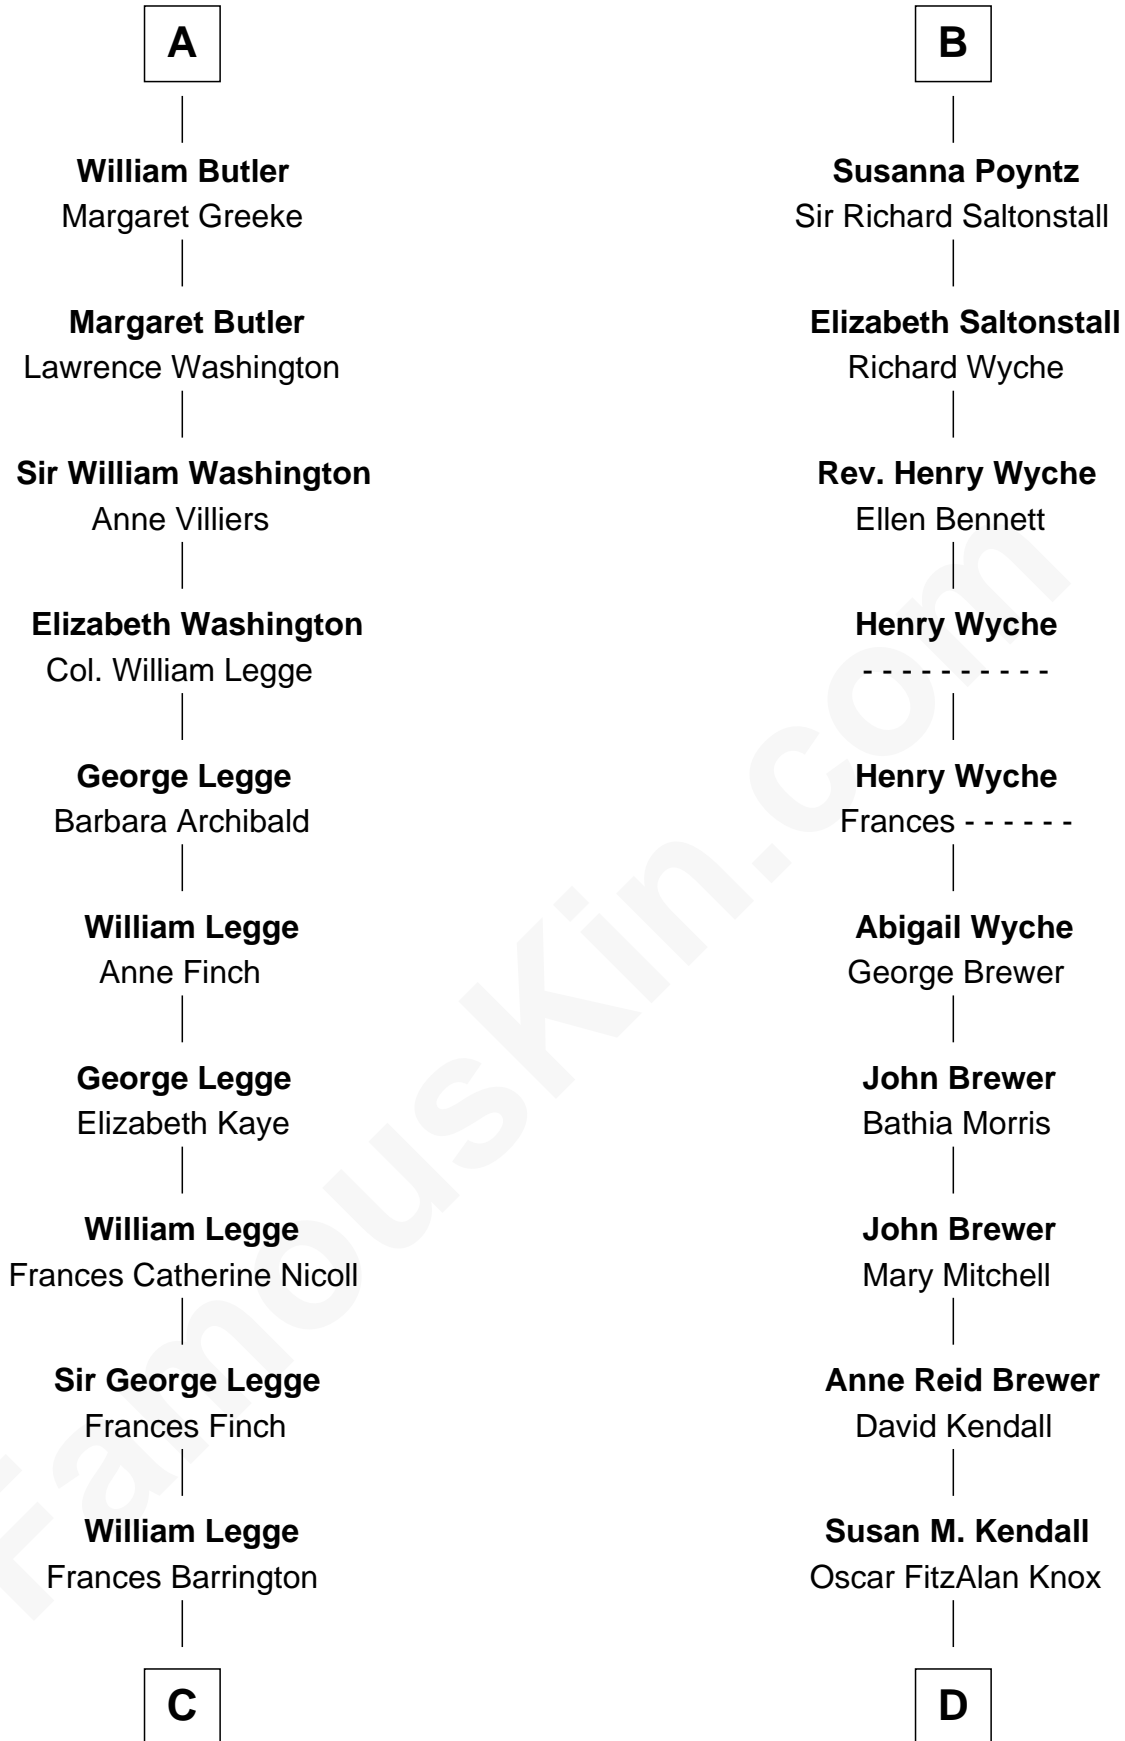 A
William Butler
Margaret Greeke
Margaret Butler
Lawrence Washington
Sir William Washington
Anne Villiers
Elizabeth Washington
Col. William Legge
George Legge
Barbara Archibald
William Legge
Anne Finch
George Legge
Elizabeth Kaye
William Legge
Frances Catherine Nicoll
Sir George Legge
Frances Finch
William Legge
Frances Barrington
C
B
Susanna Poyntz
Sir Richard Saltonstall
Elizabeth Saltonstall
Richard Wyche
Rev. Henry Wyche
Ellen Bennett
Henry Wyche
- - - - - - - - - -
Henry Wyche
Frances - - - - - -
Abigail Wyche
George Brewer
John Brewer
Bathia Morris
John Brewer
Mary Mitchell
Anne Reid Brewer
David Kendall
Susan M. Kendall
Oscar FitzAlan Knox
D
FamousKin.com